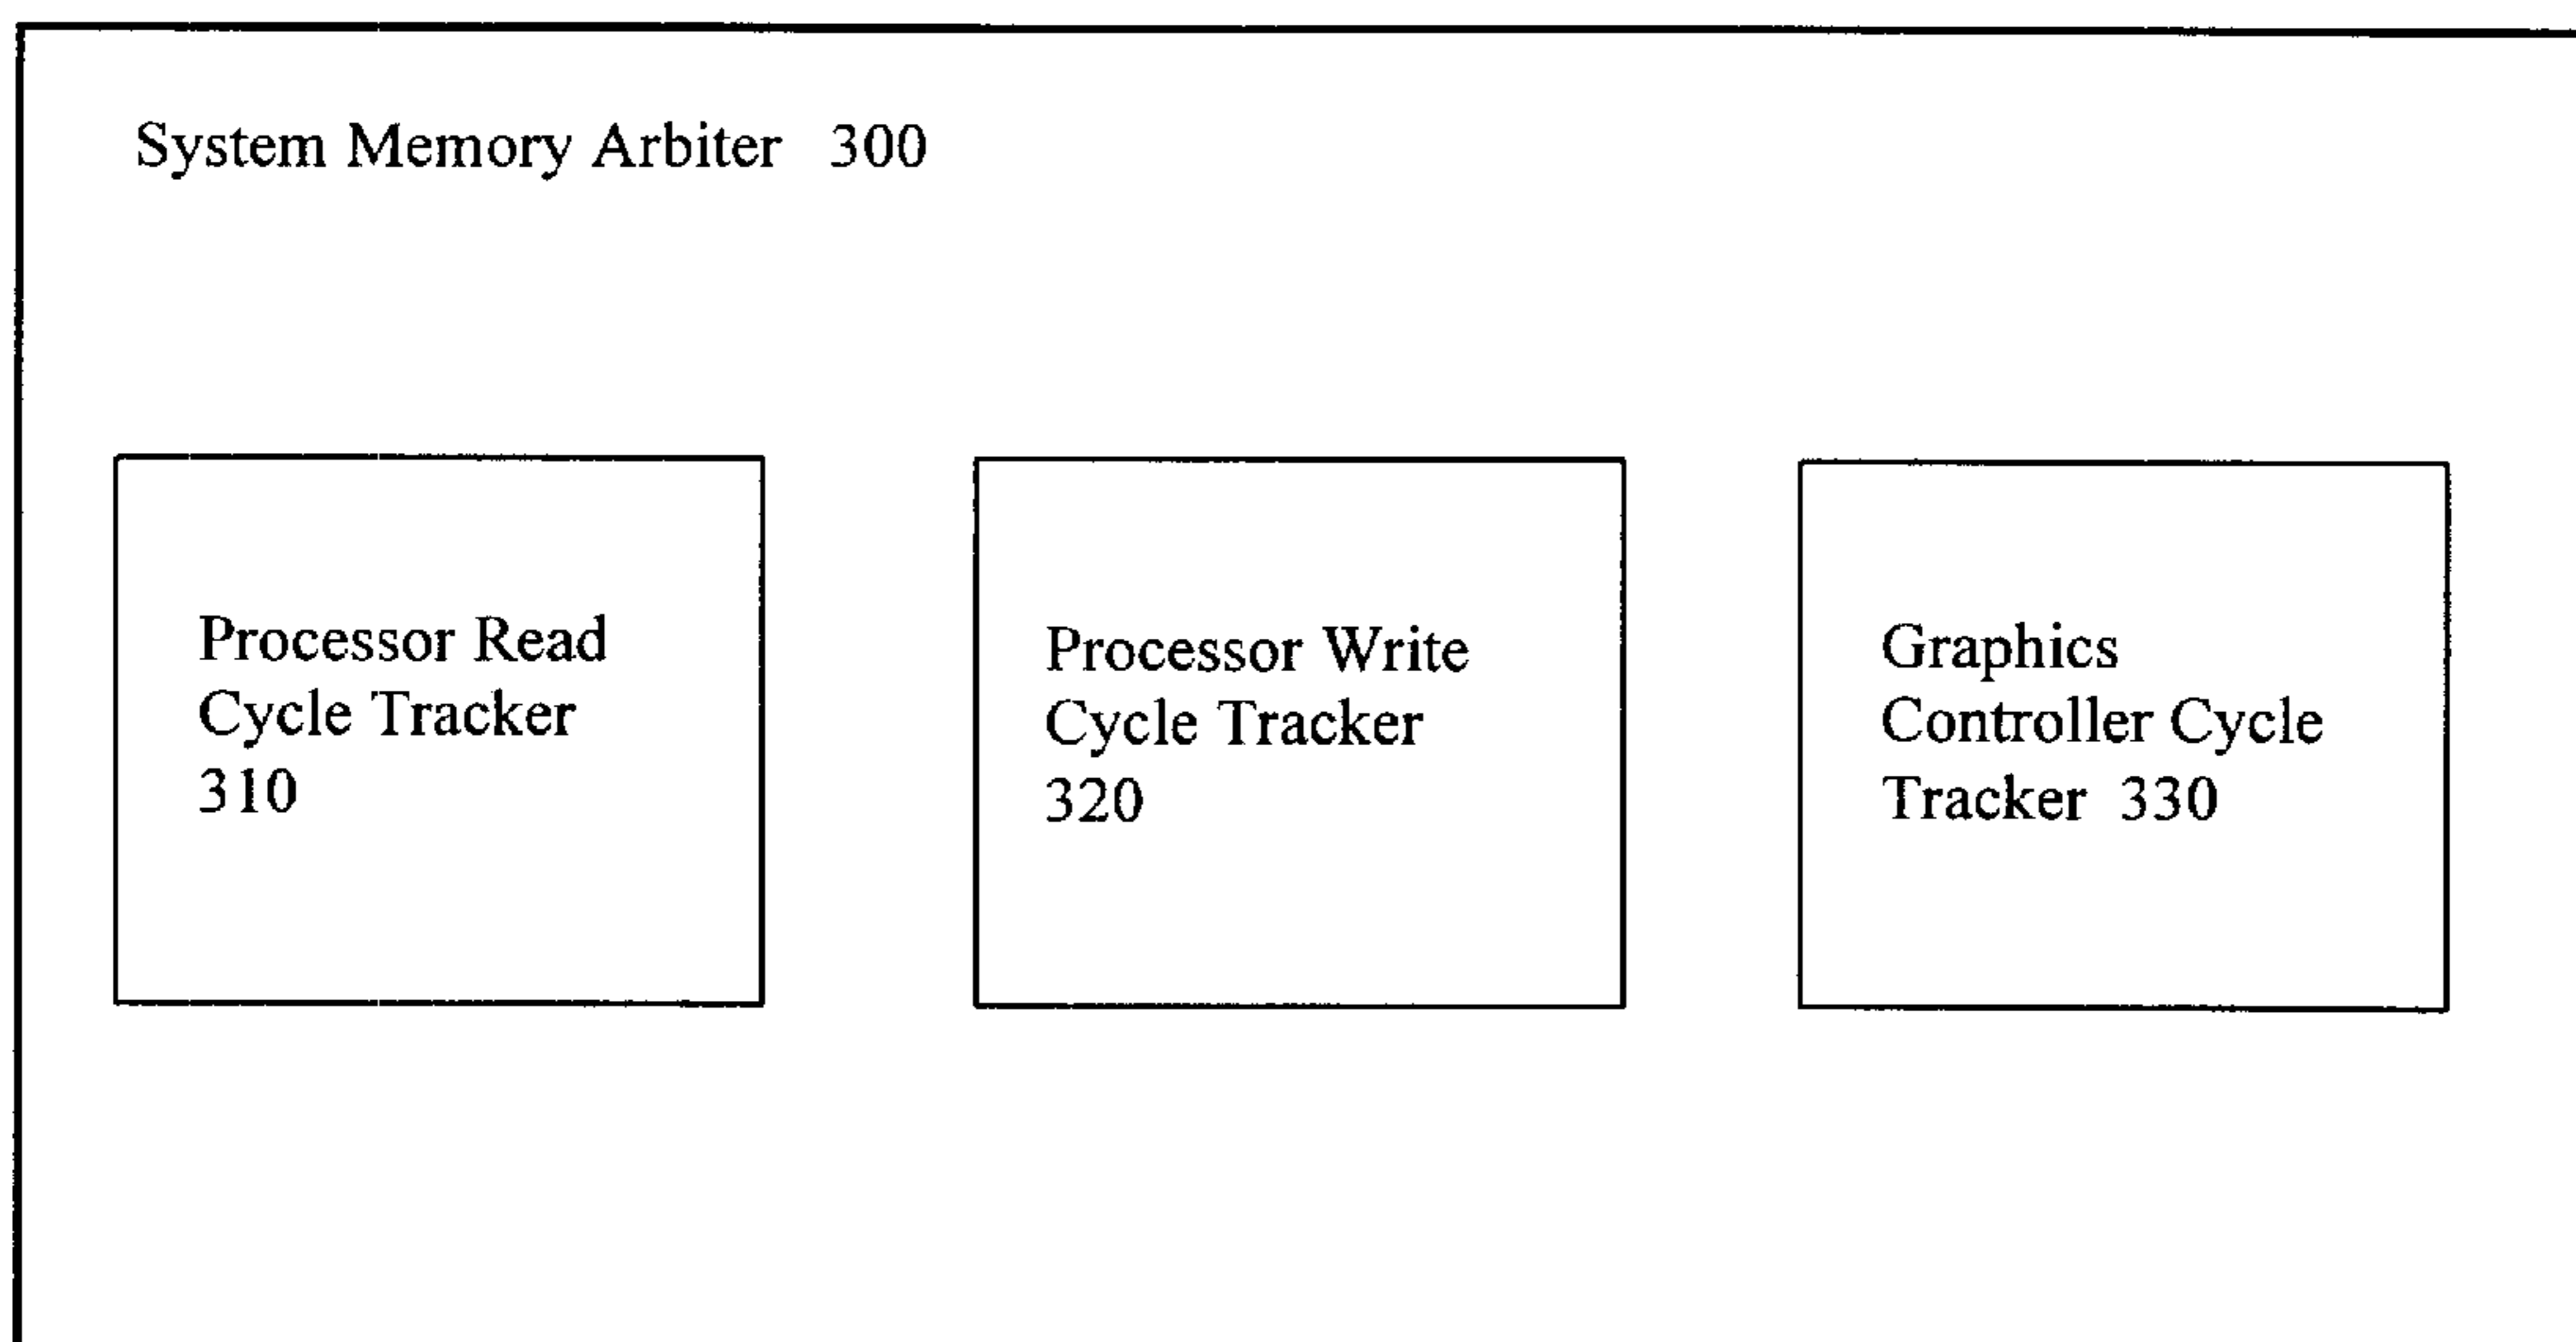 System Memory Arbiter 300
Processor Read
Cycle Tracker
310
Processor Write
Cycle Tracker
320
Graphics
Controller Cycle
Tracker 330